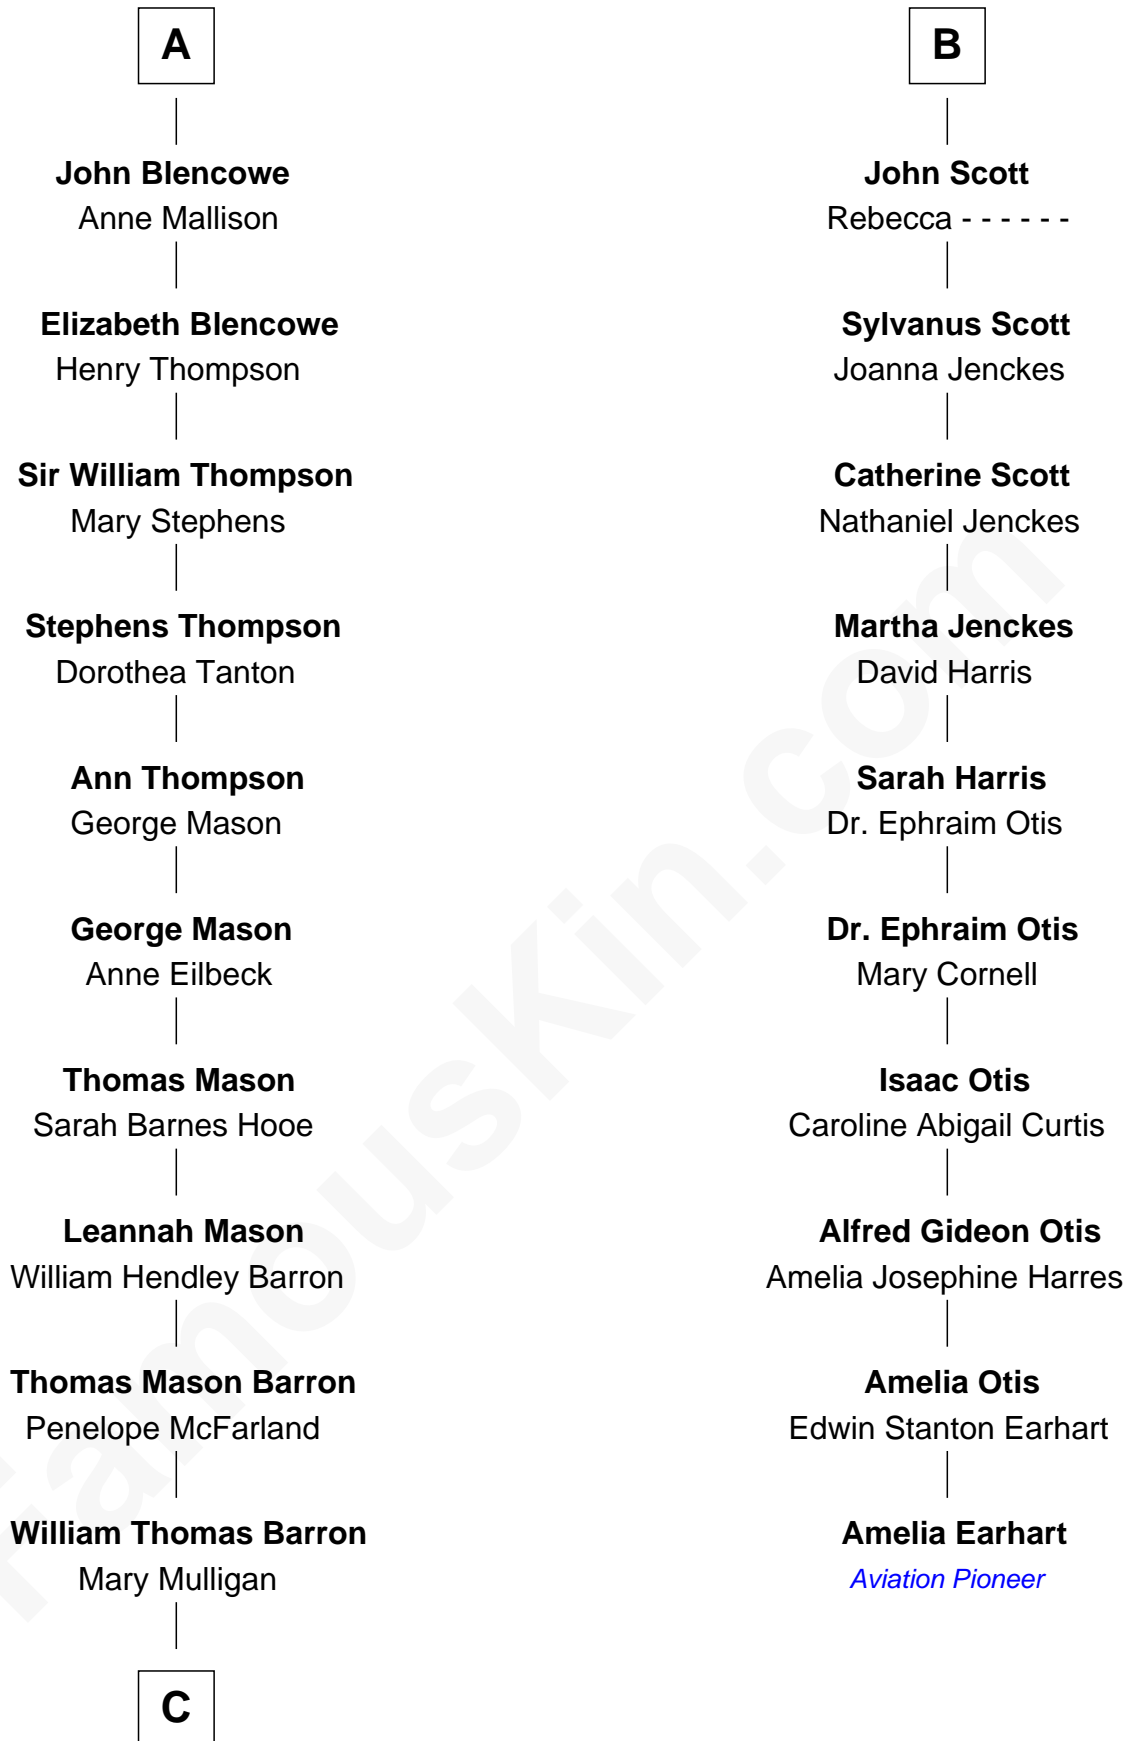 A
John Blencowe
Anne Mallison
Elizabeth Blencowe
Henry Thompson
Sir William Thompson
Mary Stephens
Stephens Thompson
Dorothea Tanton
Ann Thompson
George Mason
George Mason
Anne Eilbeck
Thomas Mason
Sarah Barnes Hooe
Leannah Mason
William Hendley Barron
Thomas Mason Barron
Penelope McFarland
William Thomas Barron
Mary Mulligan
C
B
John Scott
Rebecca - - - - - -
Sylvanus Scott
Joanna Jenckes
Catherine Scott
Nathaniel Jenckes
Martha Jenckes
David Harris
Sarah Harris
Dr. Ephraim Otis
Dr. Ephraim Otis
Mary Cornell
Isaac Otis
Caroline Abigail Curtis
Alfred Gideon Otis
Amelia Josephine Harres
Amelia Otis
Edwin Stanton Earhart
Amelia Earhart
Aviation Pioneer
FamousKin.com